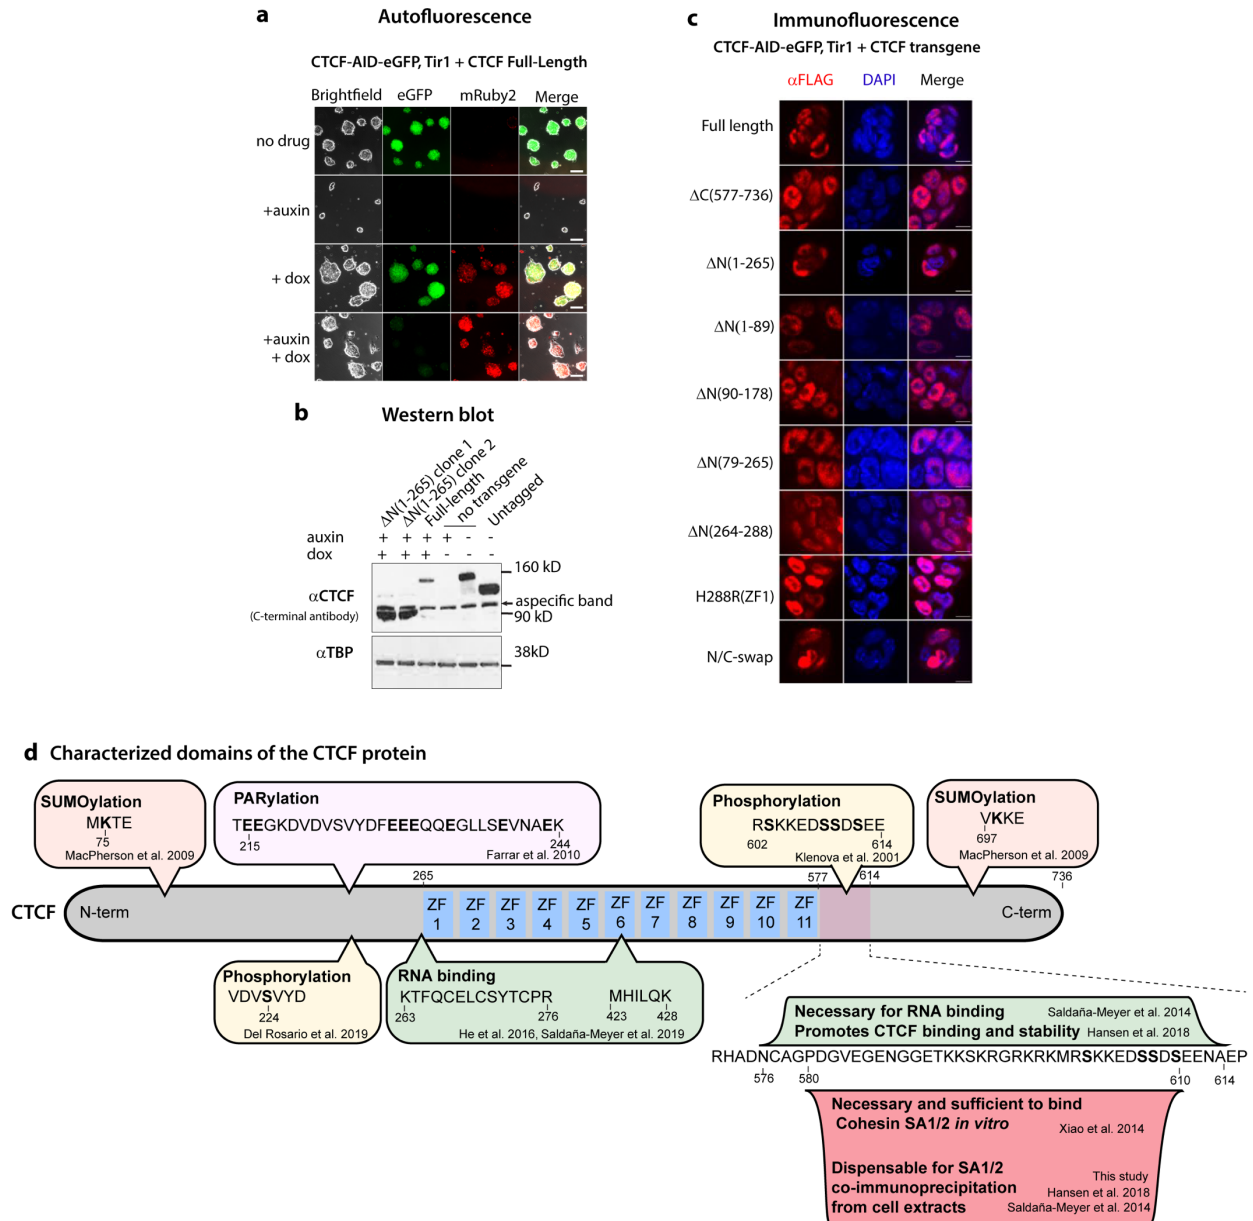 a
Autofluorescence
CTCF-AID-eGFP, Tir1 + CTCF Full-Length
Brightfield eGFP mRuby2 Merge
no drug
+auxin
+ dox
+auxin
+ dox
b
Western blot
ΔN(1-265) clone 1
ΔN(1-265) clone 2
Full-length
no transgene
Untagged
auxin + + + + - -
dox + + + - - -
160 kD
αCTCF
aspecific band
(C-terminal antibody)
90 kD
αTBP
38kD
c
Immunofluorescence
CTCF-AID-eGFP, Tir1 + CTCF transgene
αFLAG DAPI Merge
Full length
ΔC(577-736)
ΔN(1-265)
ΔN(1-89)
ΔN(90-178)
ΔN(79-265)
ΔN(264-288)
H288R(ZF1)
N/C-swap
d Characterized domains of the CTCF protein
SUMOylation
MKTE
75
MacPherson et al. 2009
PARylation
TEEGKDVDVSVYDFEEEQQEGLLSEVNAEK
215 244
Farrar et al. 2010
Phosphorylation
RSKKEDSSDSEE
602 614
Klenova et al. 2001
SUMOylation
VKKE
697
MacPherson et al. 2009
265 577 614 736
CTCF N-term ZF 1 ZF 2 ZF 3 ZF 4 ZF 5 ZF 6 ZF 7 ZF 8 ZF 9 ZF 10 ZF 11 C-term
Phosphorylation
VDVSVYD
224
Del Rosario et al. 2019
RNA binding
KTFQCELCSYTCPR MHILQK
263 276 423 428
He et al. 2016, Saldaña-Meyer et al. 2019
Necessary for RNA binding Saldaña-Meyer et al. 2014
Promotes CTCF binding and stability Hansen et al. 2018
RHADNCAGPDGVEGENGGETKKSKRGRKRKMRSKKEDSSDSEENAEP
576 580 610 614
Necessary and sufficient to bind
Cohesin SA1/2 in vitro
Xiao et al. 2014
Dispensable for SA1/2
co-immunoprecipitation
from cell extracts
This study
Hansen et al. 2018
Saldaña-Meyer et al. 2014